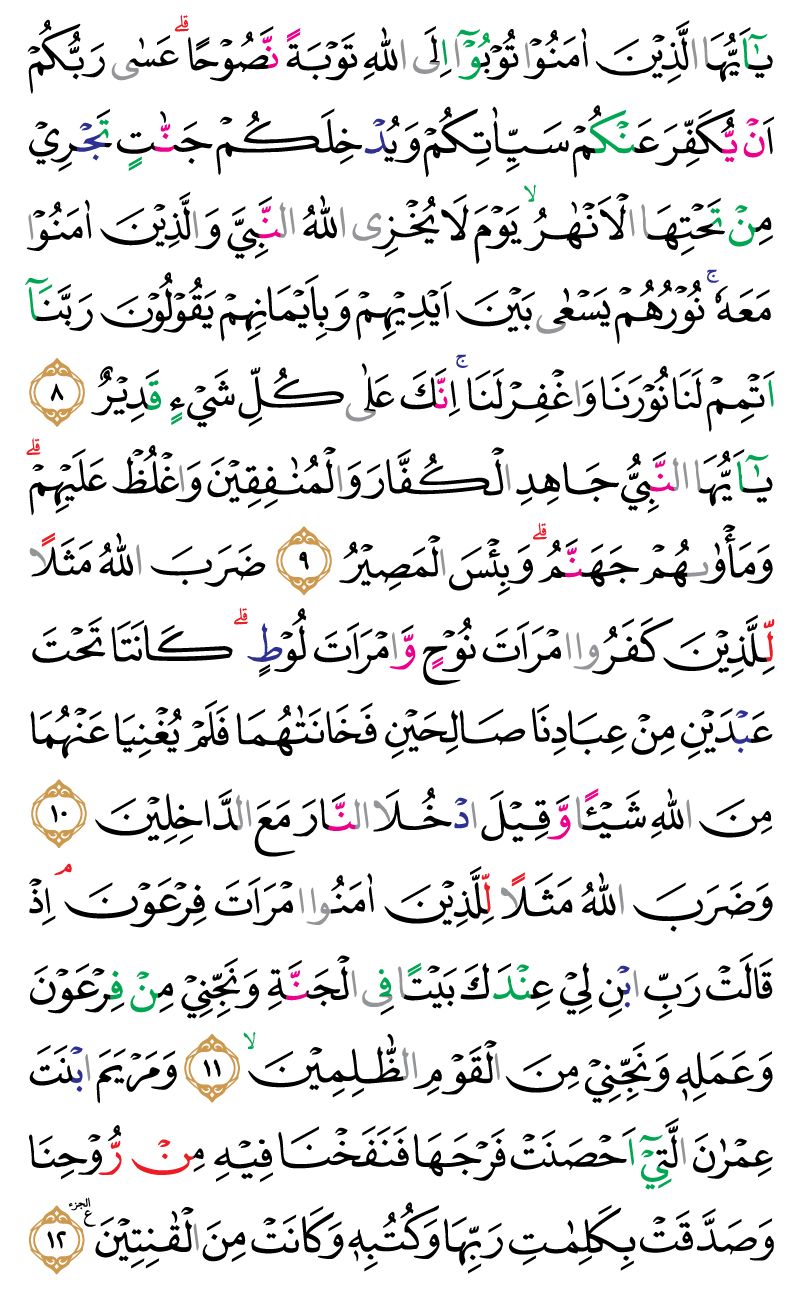 يٰٓاَيُّهَا الَّذِيْنَ اٰمَنُوْا تُوْبُوْٓا اِلَى اللّٰهِ تَوْبَةً نَّصُوْحًاۗ عَسٰى رَبُّكُمْ
اَنْ يُّكَفِّرَ عَنْكُمْ سَيِّاٰتِكُمْ وَيُدْخِلَكُمْ جَنّٰتٍ تَجْرِيْ
مِنْ تَحْتِهَا الْاَنْهٰرُۙ يَوْمَ لَا يُخْزِى اللّٰهُ النَّبِيَّ وَالَّذِيْنَ اٰمَنُوْا
مَعَهٗۚ نُوْرُهُمْ يَسْعٰى بَيْنَ اَيْدِيْهِمْ وَبِاَيْمَانِهِمْ يَقُوْلُوْنَ رَبَّنَآ
اَتْمِمْ لَنَا نُوْرَنَا وَاغْفِرْ لَنَاۚ اِنَّكَ عَلٰى كُلِّ شَيْءٍ قَدِيْرٌ ٨
يٰٓاَيُّهَا النَّبِيُّ جَاهِدِ الْكُفَّارَ وَالْمُنٰفِقِيْنَ وَاغْلُظْ عَلَيْهِمْۗ
وَمَأْوٰىهُمْ جَهَنَّمُۗ وَبِئْسَ الْمَصِيْرُ ٩ ضَرَبَ اللّٰهُ مَثَلًا
لِّلَّذِيْنَ كَفَرُوا امْرَاَتَ نُوْحٍ وَّامْرَاَتَ لُوْطٍۗ كَانَتَا تَحْتَ
عَبْدَيْنِ مِنْ عِبَادِنَا صَالِحَيْنِ فَخَانَتٰهُمَا فَلَمْ يُغْنِيَا عَنْهُمَا
مِنَ اللّٰهِ شَيْـًٔا وَّقِيْلَ ادْخُلَا النَّارَ مَعَ الدَّاخِلِيْنَ ١٠
وَضَرَبَ اللّٰهُ مَثَلًا لِّلَّذِيْنَ اٰمَنُوا امْرَاَتَ فِرْعَوْنَۘ اِذْ
قَالَتْ رَبِّ ابْنِ لِيْ عِنْدَكَ بَيْتًا فِى الْجَنَّةِ وَنَجِّنِيْ مِنْ فِرْعَوْنَ
وَعَمَلِهٖ وَنَجِّنِيْ مِنَ الْقَوْمِ الظّٰلِمِيْنَۙ ١١ وَمَرْيَمَ ابْنَتَ
عِمْرٰنَ الَّتِيْٓ اَحْصَنَتْ فَرْجَهَا فَنَفَخْنَا فِيْهِ مِنْ رُّوْحِنَا
وَصَدَّقَتْ بِكَلِمٰتِ رَبِّهَا وَكُتُبِهٖ وَكَانَتْ مِنَ الْقٰنِتِيْنَ الجزء ع ١٢